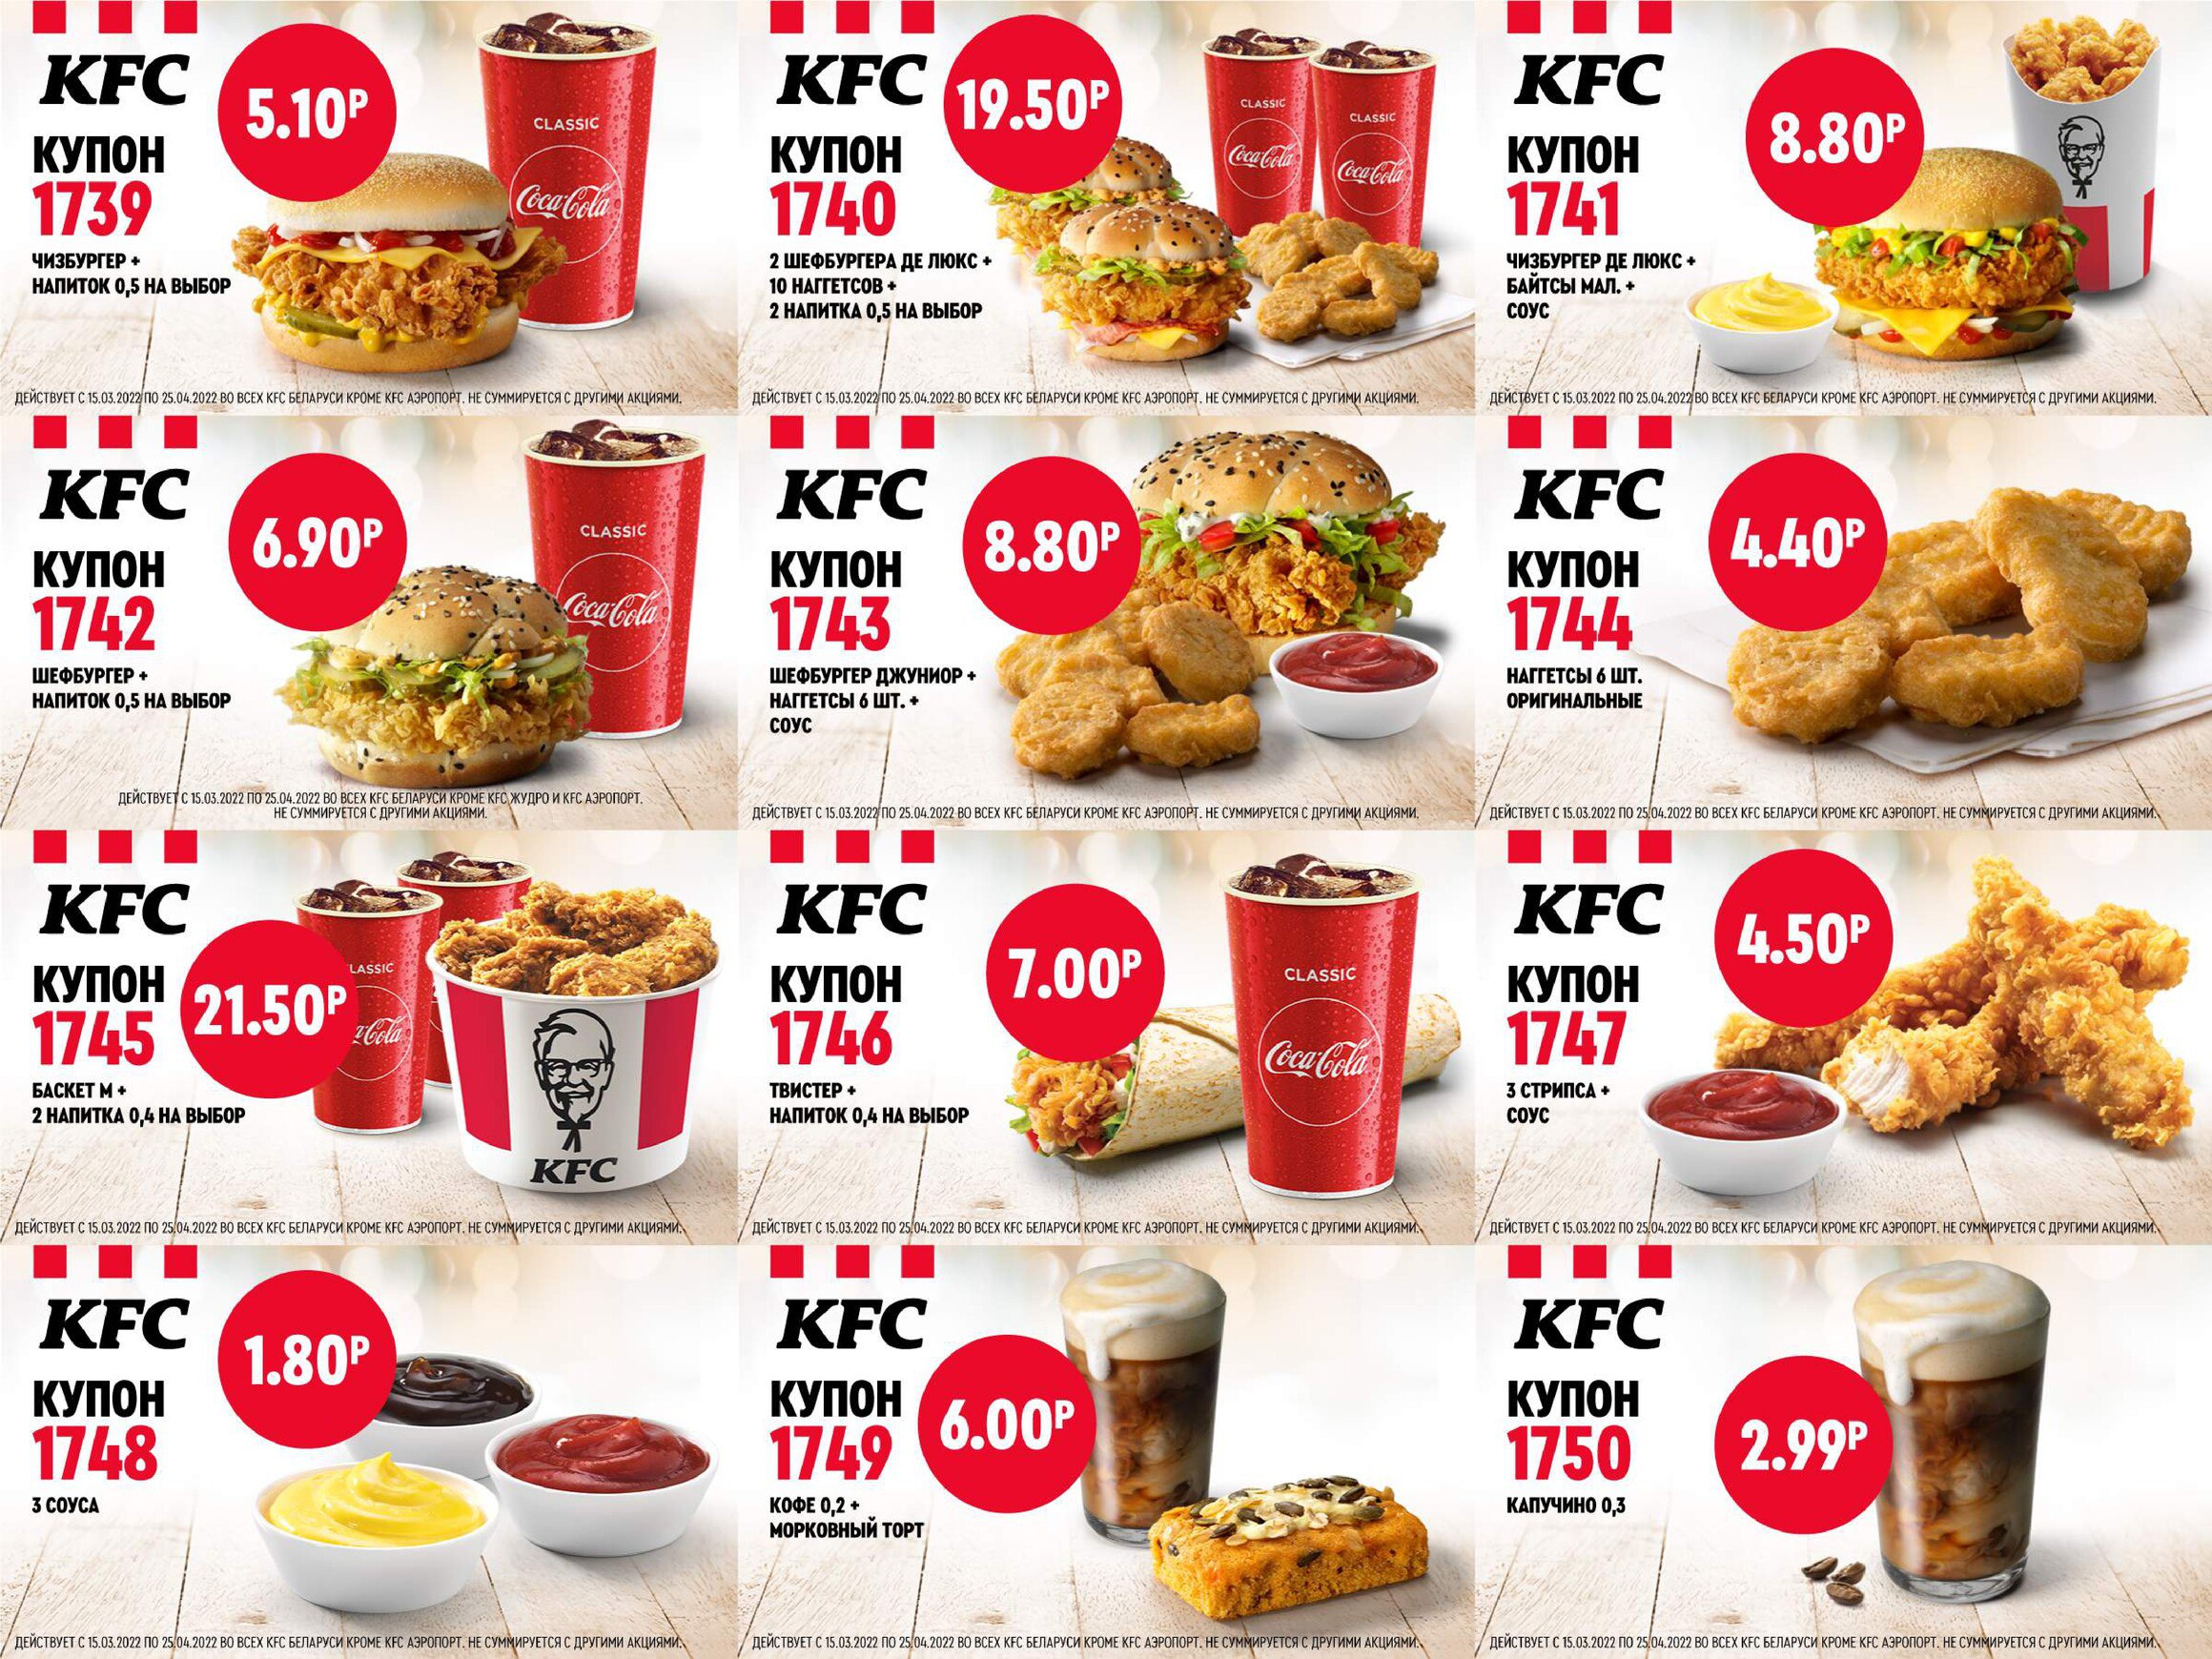 KFC
5.10Р
CLASSIC
Coca-Cola
КУПОН
1739
ЧИЗБУРГЕР +
НАПИТОК 0,5 НА ВЫБОР
ДЕЙСТВУЕТ С 15.03.2022 ПО 25.04.2022 ВО ВСЕХ KFC БЕЛАРУСИ КРОМЕ KFC АЭРОПОРТ. НЕ СУММИРУЕТСЯ С ДРУГИМИ АКЦИЯМИ.
KFC
19.50Р
CLASSIC
Coca-Cola
CLASSIC
Coca-Cola
КУПОН
1740
2 ШЕФБУРГЕРА ДЕ ЛЮКС +
10 НАГГЕТСОВ +
2 НАПИТКА 0,5 НА ВЫБОР
ДЕЙСТВУЕТ С 15.03.2022 ПО 25.04.2022 ВО ВСЕХ KFC БЕЛАРУСИ КРОМЕ KFC АЭРОПОРТ. НЕ СУММИРУЕТСЯ С ДРУГИМИ АКЦИЯМИ.
KFC
8.80Р
КУПОН
1741
ЧИЗБУРГЕР ДЕ ЛЮКС +
БАЙТСЫ МАЛ. +
СОУС
ДЕЙСТВУЕТ С 15.03.2022 ПО 25.04.2022 ВО ВСЕХ KFC БЕЛАРУСИ КРОМЕ KFC АЭРОПОРТ. НЕ СУММИРУЕТСЯ С ДРУГИМИ АКЦИЯМИ.
KFC
6.90Р
CLASSIC
Coca-Cola
КУПОН
1742
ШЕФБУРГЕР +
НАПИТОК 0,5 НА ВЫБОР
ДЕЙСТВУЕТ С 15.03.2022 ПО 25.04.2022 ВО ВСЕХ KFC БЕЛАРУСИ КРОМЕ KFC ЖУДРО И KFC АЭРОПОРТ.
НЕ СУММИРУЕТСЯ С ДРУГИМИ АКЦИЯМИ.
KFC
8.80Р
КУПОН
1743
ШЕФБУРГЕР ДЖУНИОР +
НАГГЕТСЫ 6 ШТ. +
СОУС
ДЕЙСТВУЕТ С 15.03.2022 ПО 25.04.2022 ВО ВСЕХ KFC БЕЛАРУСИ КРОМЕ KFC АЭРОПОРТ. НЕ СУММИРУЕТСЯ С ДРУГИМИ АКЦИЯМИ.
KFC
4.40Р
КУПОН
1744
НАГГЕТСЫ 6 ШТ.
ОРИГИНАЛЬНЫЕ
ДЕЙСТВУЕТ С 15.03.2022 ПО 25.04.2022 ВО ВСЕХ KFC БЕЛАРУСИ КРОМЕ KFC АЭРОПОРТ. НЕ СУММИРУЕТСЯ С ДРУГИМИ АКЦИЯМИ.
KFC
21.50Р
КУПОН
1745
БАСКЕТ М +
2 НАПИТКА 0,4 НА ВЫБОР
KFC
ДЕЙСТВУЕТ С 15.03.2022 ПО 25.04.2022 ВО ВСЕХ KFC БЕЛАРУСИ КРОМЕ KFC АЭРОПОРТ. НЕ СУММИРУЕТСЯ С ДРУГИМИ АКЦИЯМИ.
KFC
7.00Р
CLASSIC
Coca-Cola
КУПОН
1746
ТВИСТЕР +
НАПИТОК 0,4 НА ВЫБОР
ДЕЙСТВУЕТ С 15.03.2022 ПО 25.04.2022 ВО ВСЕХ KFC БЕЛАРУСИ КРОМЕ KFC АЭРОПОРТ. НЕ СУММИРУЕТСЯ С ДРУГИМИ АКЦИЯМИ.
KFC
4.50Р
КУПОН
1747
3 СТРИПСА +
СОУС
ДЕЙСТВУЕТ С 15.03.2022 ПО 25.04.2022 ВО ВСЕХ KFC БЕЛАРУСИ КРОМЕ KFC АЭРОПОРТ. НЕ СУММИРУЕТСЯ С ДРУГИМИ АКЦИЯМИ.
KFC
1.80Р
КУПОН
1748
3 СОУСА
ДЕЙСТВУЕТ С 15.03.2022 ПО 25.04.2022 ВО ВСЕХ KFC БЕЛАРУСИ КРОМЕ KFC АЭРОПОРТ. НЕ СУММИРУЕТСЯ С ДРУГИМИ АКЦИЯМИ.
KFC
6.00Р
КУПОН
1749
КОФЕ 0,2 +
МОРКОВНЫЙ ТОРТ
ДЕЙСТВУЕТ С 15.03.2022 ПО 25.04.2022 ВО ВСЕХ KFC БЕЛАРУСИ КРОМЕ KFC АЭРОПОРТ. НЕ СУММИРУЕТСЯ С ДРУГИМИ АКЦИЯМИ.
KFC
2.99Р
КУПОН
1750
КАПУЧИНО 0,3
ДЕЙСТВУЕТ С 15.03.2022 ПО 25.04.2022 ВО ВСЕХ KFC БЕЛАРУСИ КРОМЕ KFC АЭРОПОРТ. НЕ СУММИРУЕТСЯ С ДРУГИМИ АКЦИЯМИ.